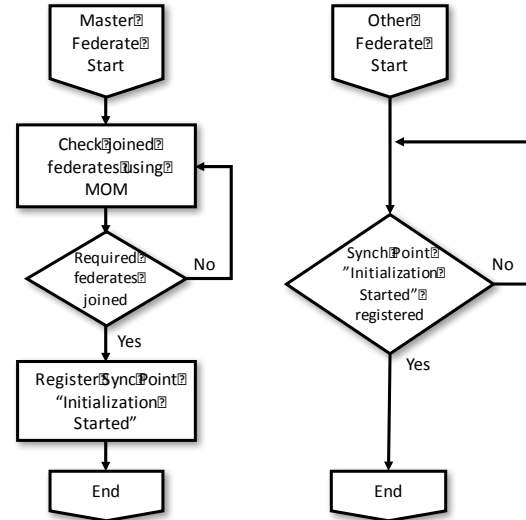 Master
Federate
Start
Check joined
federates using
MOM
Required
federates
joined
No
Yes
Register Sync Point
“Initialization
Started”
End
Other
Federate
Start
Synch Point
”Initialization
Started”
registered
No
Yes
End